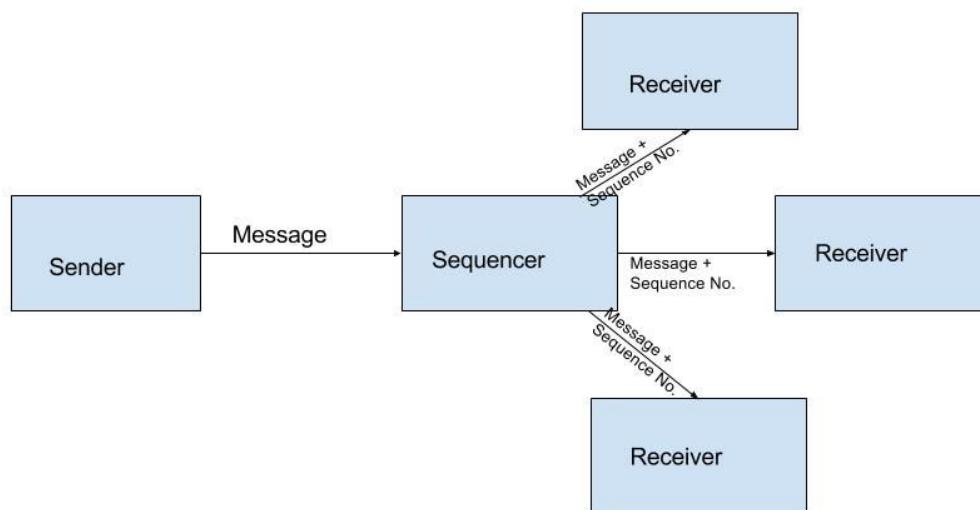 Receiver
Message +
Sequence No.
Sender
Message
Sequencer
Message +
Sequence No.
Receiver
Message +
Sequence No.
Receiver